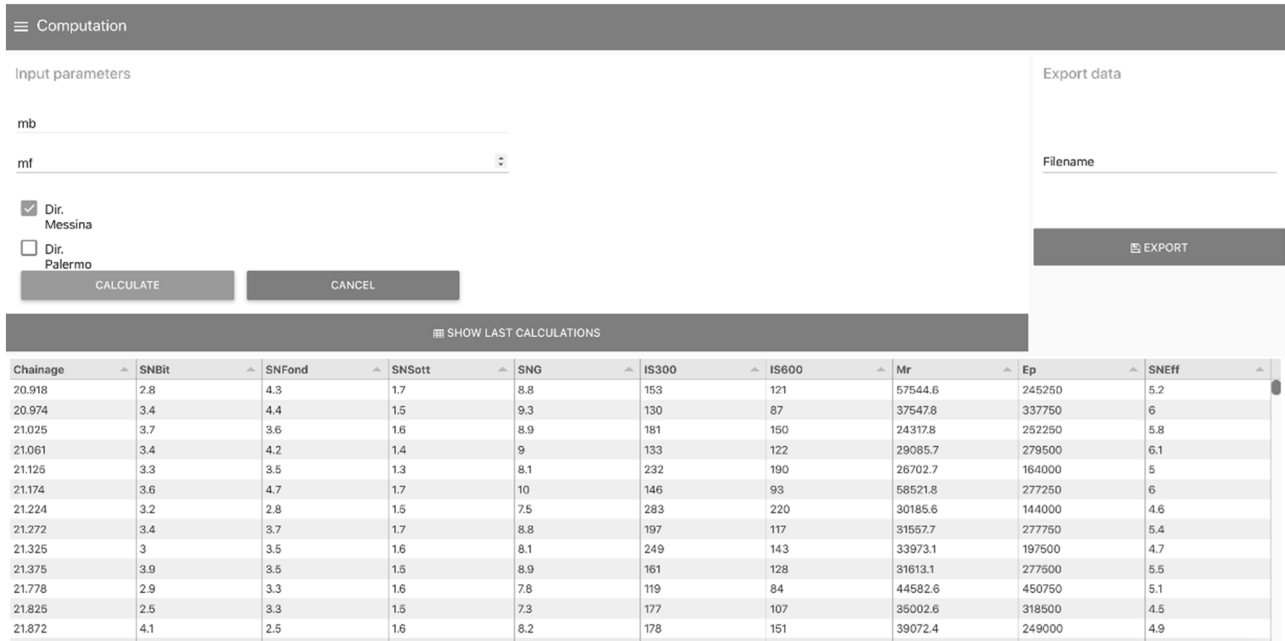 Computation
Input parameters
Export data
mb
mf
Filename
Dir.
Messina
Dir.
Palermo
EXPORT
CALCULATE CANCEL
SHOW LAST CALCULATIONS
Chainage SNBit SNFond SNSott SNG IS300 IS600 Mr Ep SNEff
20.918 2.8 4.3 1.7 8.8 153 121 57544.6 245250 5.2
20.974 3.4 4.4 1.5 9.3 130 87 37547.8 337750 6
21.025 3.7 3.6 1.6 8.9 181 150 24317.8 252250 5.8
21.061 3.4 4.2 1.4 9 133 122 29085.7 279500 6.1
21.125 3.3 3.5 1.3 8.1 232 190 26702.7 164000 5
21.174 3.6 4.7 1.7 10 146 93 58521.8 277250 6
21.224 3.2 2.8 1.5 7.5 283 220 30185.6 144000 4.6
21.272 3.4 3.7 1.7 8.8 197 117 31557.7 277750 5.4
21.325 3 3.5 1.6 8.1 249 143 33973.1 197500 4.7
21.375 3.9 3.5 1.5 8.9 161 128 31613.1 277500 5.5
21.778 2.9 3.3 1.6 7.8 119 84 44582.6 450750 5.1
21.825 2.5 3.3 1.5 7.3 177 107 35002.6 318500 4.5
21.872 4.1 2.5 1.6 8.2 178 151 39072.4 249000 4.9